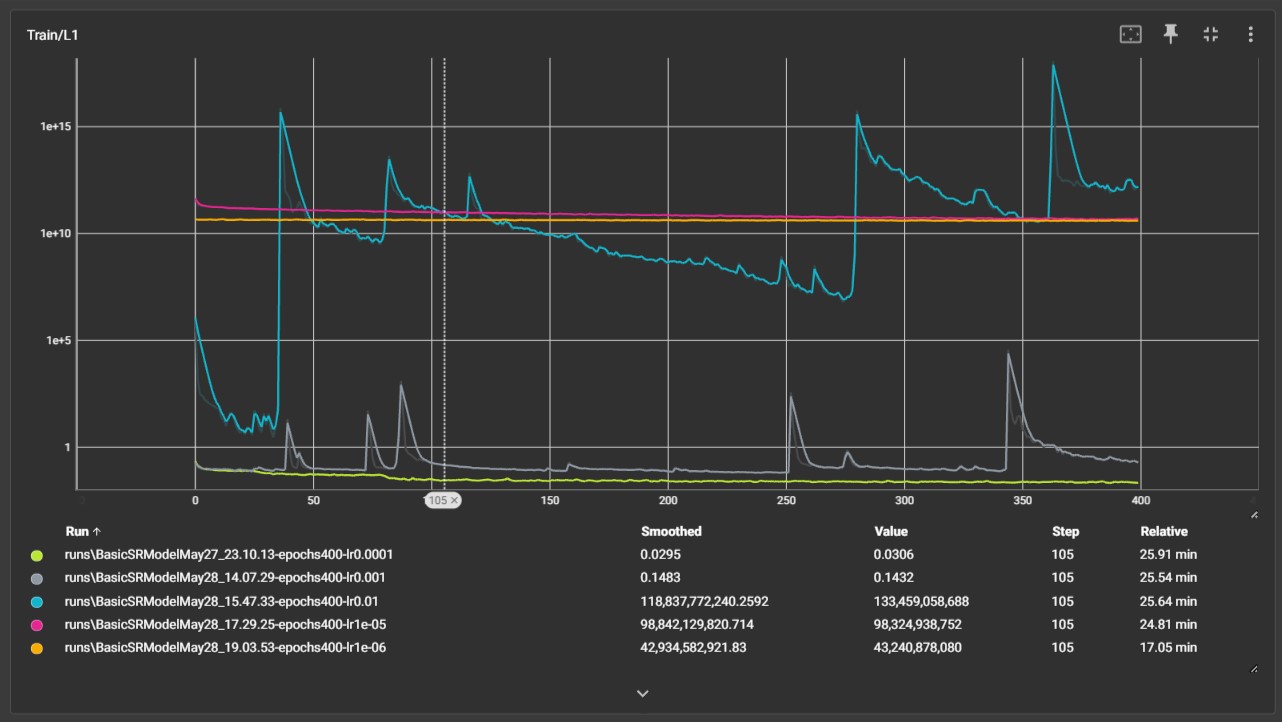 Train/L1
1e+15
1e+10
1e+5
1
0 50 105 × 150 200 250 300 350 400
Run ↑ Smoothed Value Step Relative
runs\BasicSRModelMay27_23.10.13-epochs400-lr0.0001 0.0295 0.0306 105 25.91 min
runs\BasicSRModelMay28_14.07.29-epochs400-lr0.001 0.1483 0.1432 105 25.54 min
runs\BasicSRModelMay28_15.47.33-epochs400-lr0.01 118,837,772,240.2592 133,459,058,688 105 25.64 min
runs\BasicSRModelMay28_17.29.25-epochs400-lr1e-05 98,842,129,820.714 98,324,938,752 105 24.81 min
runs\BasicSRModelMay28_19.03.53-epochs400-lr1e-06 42,934,582,921.83 43,240,878,080 105 17.05 min